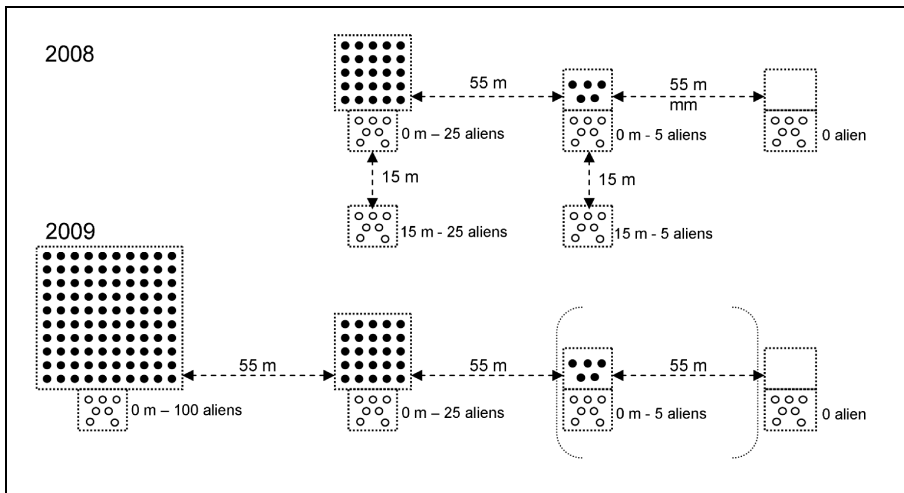 2008
55 m
55 m
mm
0 m – 25 aliens
0 m - 5 aliens
0 alien
15 m
15 m
15 m - 25 aliens
15 m - 5 aliens
2009
55 m
55 m
55 m
0 m – 100 aliens
0 m – 25 aliens
0 m - 5 aliens
0 alien